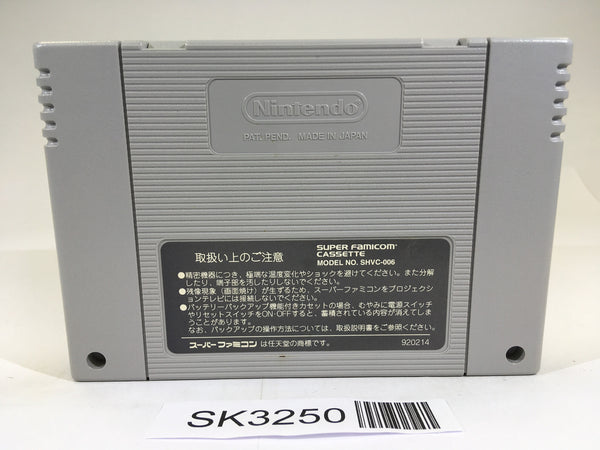 Nintendo
PAT. PEND. MADE IN JAPAN
取扱い上のご注意
SUPER FAMICOM
CASSETTE
MODEL NO. SHVC-006
●精密機器につき、極端な温度変化やショックを避けてください。また分解
したり、端子部を汚したりしないでください。
●残像現象（画面焼け）が生ずるため、スーパーファミコンをプロジェクシ
ョンテレビには接続しないでください。
●バッテリーバックアップ機能付きカセットの場合、むやみに電源スイッチ
やリセットスイッチをON-OFFすると、蓄積されている内容が消えてしま
うことがあります。
なお、バックアップの操作方法については、取扱説明書をご参照ください。
スーパーファミコン は任天堂の商標です。
920214
SK3250